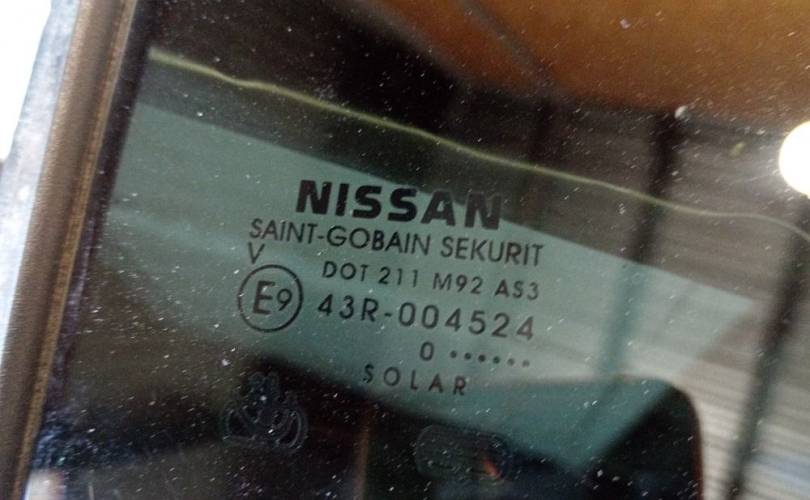 NISSAN
SAINT-GOBAIN SEKURIT
V
DOT 211 M92 AS3
E9 43R-004524
0 ••••••
SOLAR